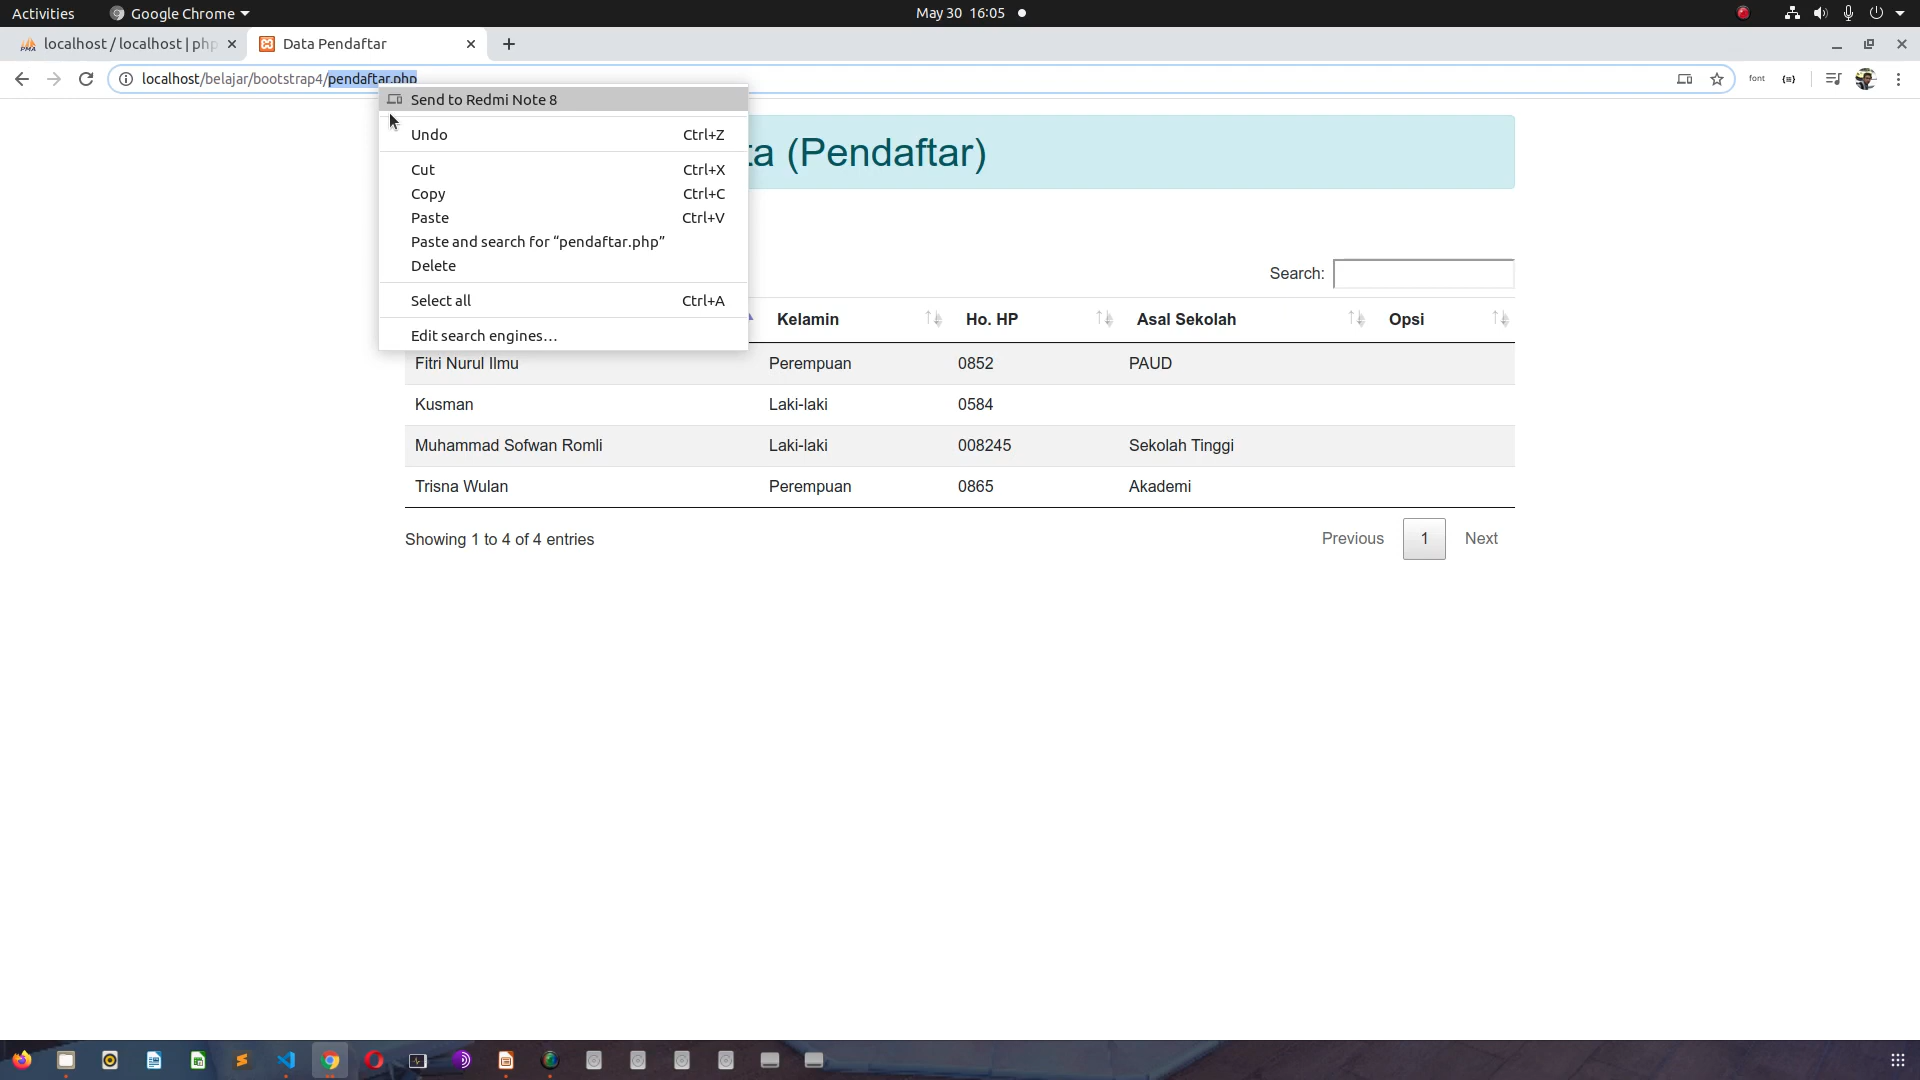 Activities Google Chrome May 30 16:05
localhost / localhost | php Data Pendaftar
localhost/belajar/bootstrap4/pendaftar.php font
Send to Redmi Note 8
Undo Ctrl+Z
Cut Ctrl+X
Copy Ctrl+C
Paste Ctrl+V
Paste and search for “pendaftar.php”
Delete
Select all Ctrl+A
Edit search engines...
ta (Pendaftar)
Search:
Kelamin Ho. HP Asal Sekolah Opsi
Fitri Nurul Ilmu Perempuan 0852 PAUD
Kusman Laki-laki 0584
Muhammad Sofwan Romli Laki-laki 008245 Sekolah Tinggi
Trisna Wulan Perempuan 0865 Akademi
Showing 1 to 4 of 4 entries Previous 1 Next